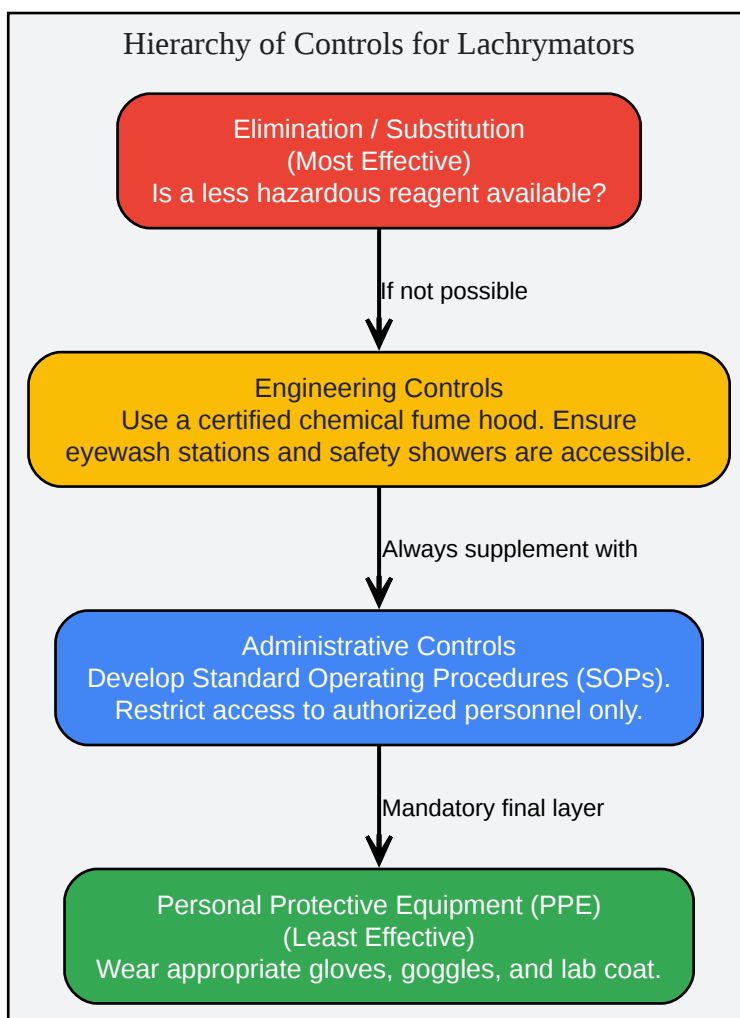 Hierarchy of Controls for Lachrymators
Elimination / Substitution
(Most Effective)
Is a less hazardous reagent available?
If not possible
Engineering Controls
Use a certified chemical fume hood. Ensure
eyewash stations and safety showers are accessible.
Always supplement with
Administrative Controls
Develop Standard Operating Procedures (SOPs).
Restrict access to authorized personnel only.
Mandatory final layer
Personal Protective Equipment (PPE)
(Least Effective)
Wear appropriate gloves, goggles, and lab coat.